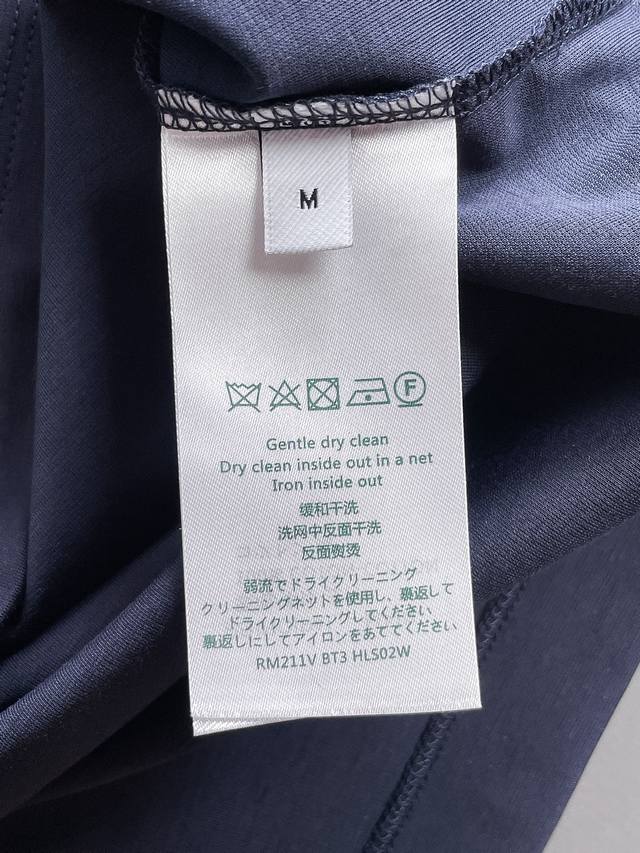 M
F
Gentle dry clean
Dry clean inside out in a net
Iron inside out
缓和干洗
洗网中反面干洗
反面熨烫
弱流でドライクリーニング
クリーニングネットを使用し、裏返して
ドライクリーニングしてください
裏返しにしてアイロンをあててください
RM211V BT3 HLS02W